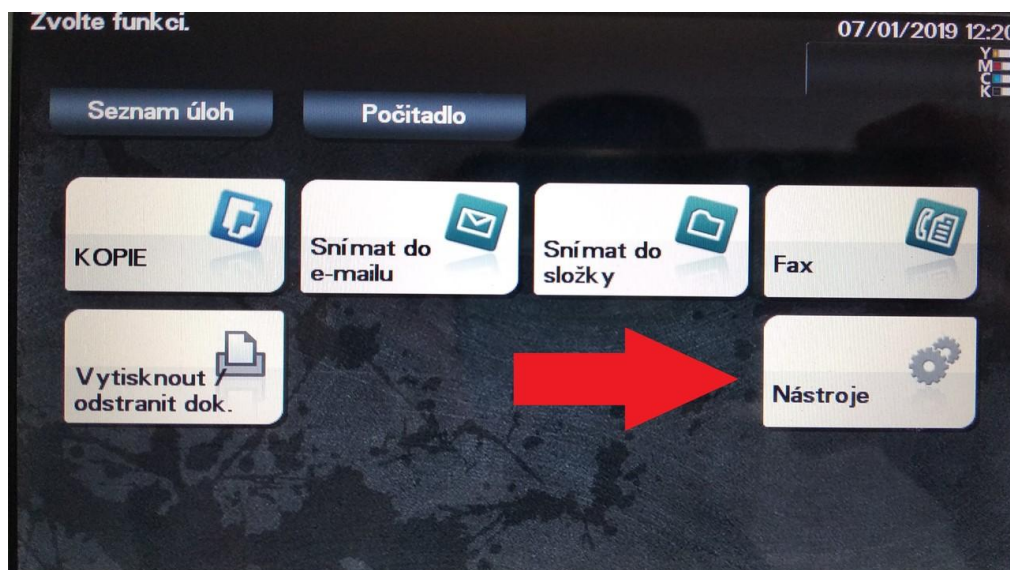 Zvolte funkci.
07/01/2019 12:20
Y
M
C
K
Seznam úloh
Počitadlo
KOPIE
Snímat do
e-mailu
Snímat do
složky
Fax
Vytisknout /
odstranit dok.
Nástroje